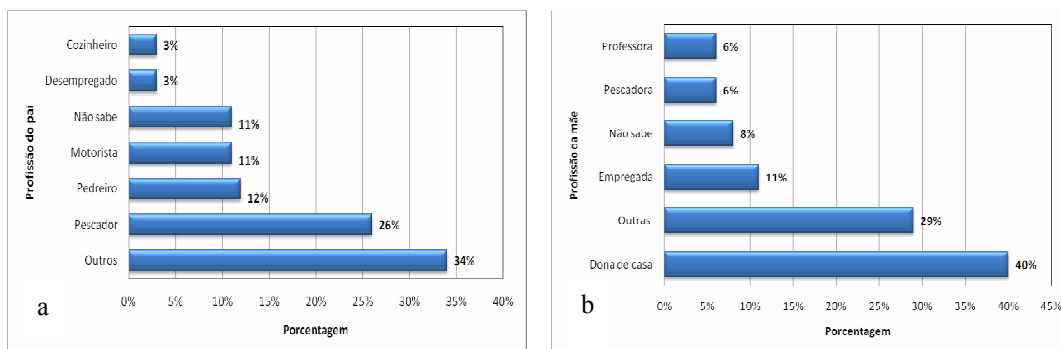 Profissão do pai
Cozinheiro 3%
Desempregado 3%
Não sabe 11%
Motorista 11%
Pedreiro 12%
Pescador 26%
Outros 34%
0% 5% 10% 15% 20% 25% 30% 35% 40%
Porcentagem
a
Profissão da mãe
Professora 6%
Pescadora 6%
Não sabe 8%
Empregada 11%
Outras 29%
Dona de casa 40%
0% 5% 10% 15% 20% 25% 30% 35% 40% 45%
Porcentagem
b